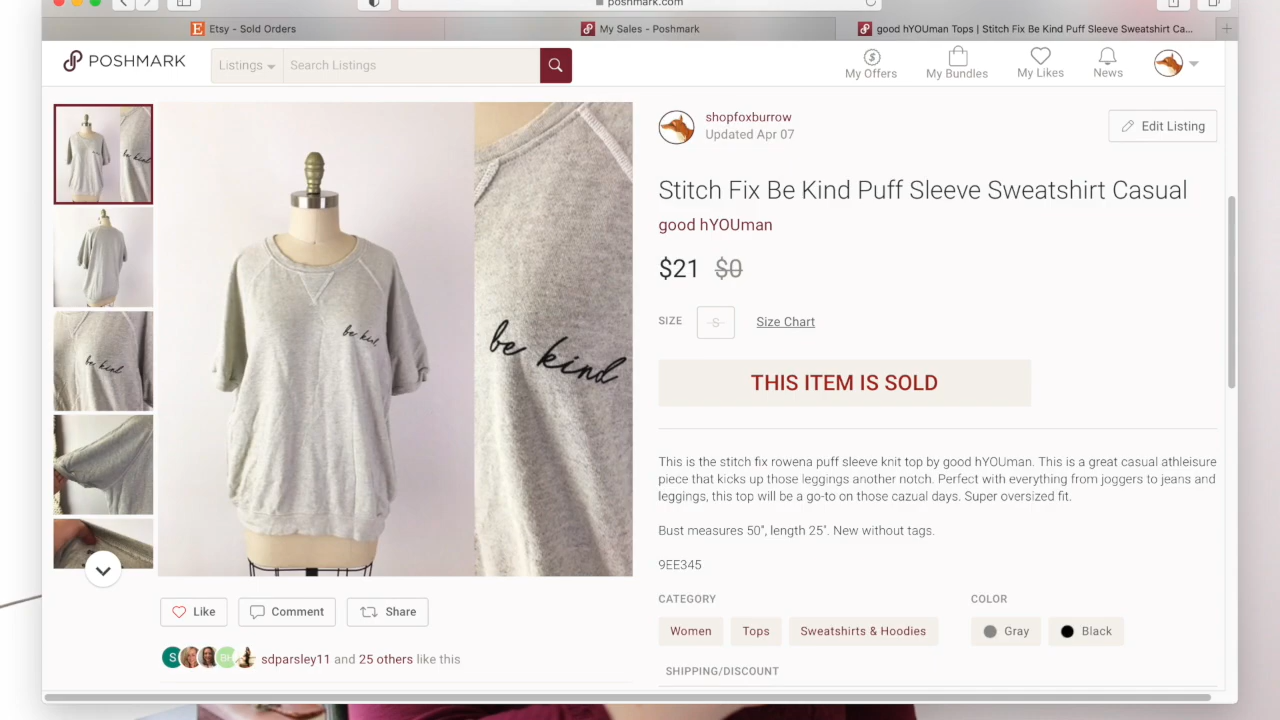 poshmark.com
Etsy - Sold Orders
My Sales - Poshmark
good hYOUman Tops | Stitch Fix Be Kind Puff Sleeve Sweatshirt Ca...
POSHMARK
Listings
Search Listings
My Offers
My Bundles
My Likes
News
shopfoxburrow
Updated Apr 07
Edit Listing
Stitch Fix Be Kind Puff Sleeve Sweatshirt Casual
good hYOUman
$21 $0
SIZE S Size Chart
THIS ITEM IS SOLD
This is the stitch fix rowena puff sleeve knit top by good hYOUman. This is a great casual athleisure
piece that kicks up those leggings another notch. Perfect with everything from joggers to jeans and
leggings, this top will be a go-to on those cazual days. Super oversized fit.
Bust measures 50", length 25". New without tags.
9EE345
CATEGORY
Women
Tops
Sweatshirts & Hoodies
COLOR
Gray
Black
SHIPPING/DISCOUNT
be kind
be kind
be kind
be kind
Like
Comment
Share
sdparsley11 and 25 others like this